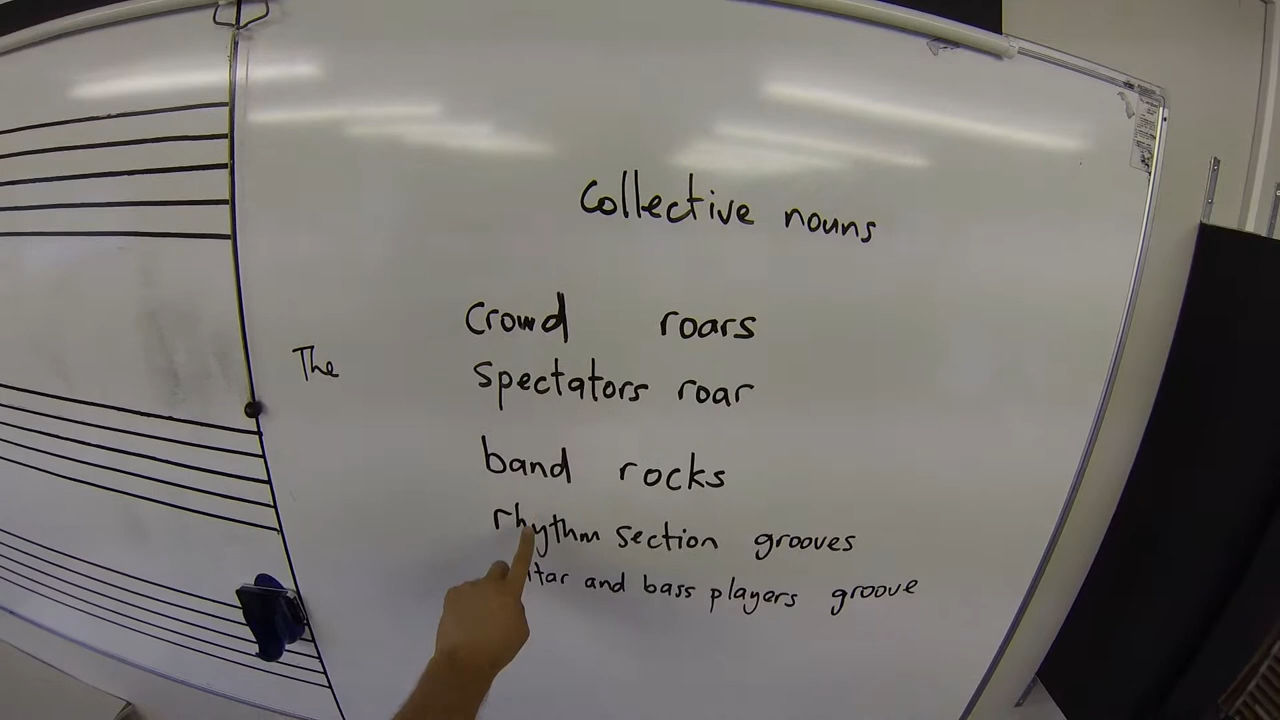 Collective nouns
crowd roars
The
spectators roar
band rocks
rhythm section grooves
and bass players groove